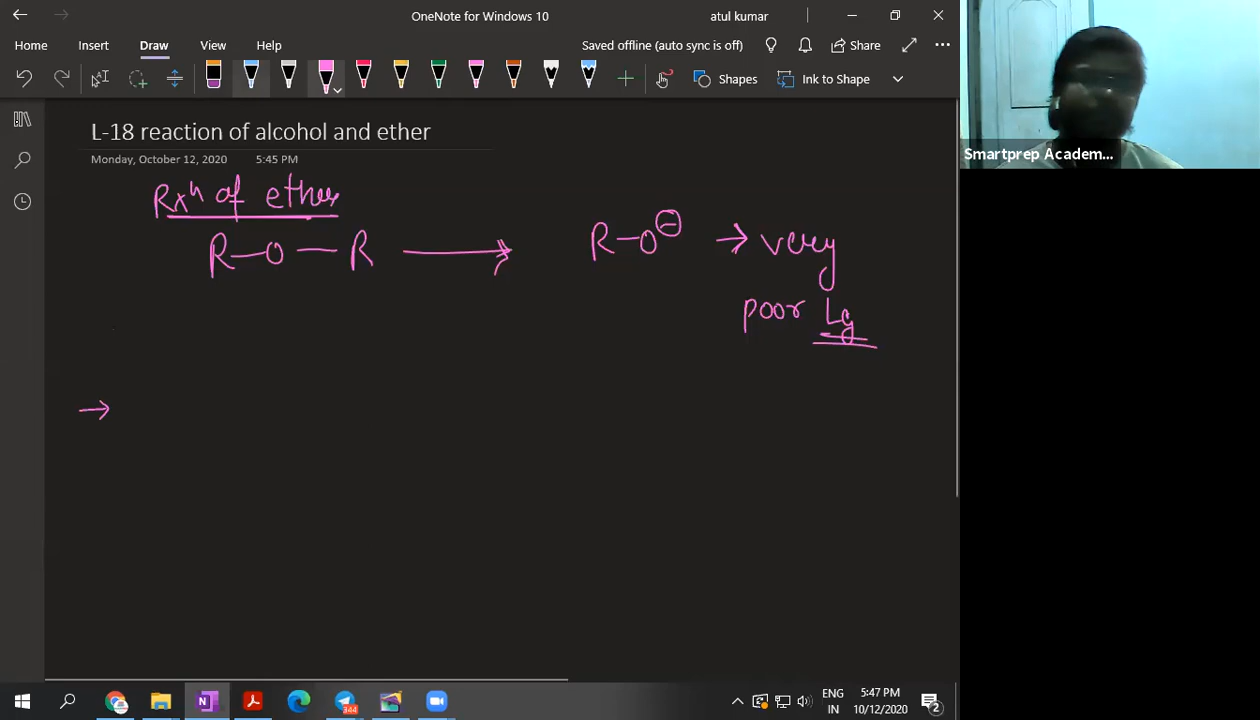 OneNote for Windows 10
atul kumar
Home Insert Draw View Help
Saved offline (auto sync is off)
Share
Shapes
Ink to Shape
L-18 reaction of alcohol and ether
Monday, October 12, 2020 5:45 PM
Smartprep Academ...
Rxn of ether
R—O—R → R—O⊖ → very
poor Lg
→
344
ENG
IN
5:47 PM
10/12/2020
2